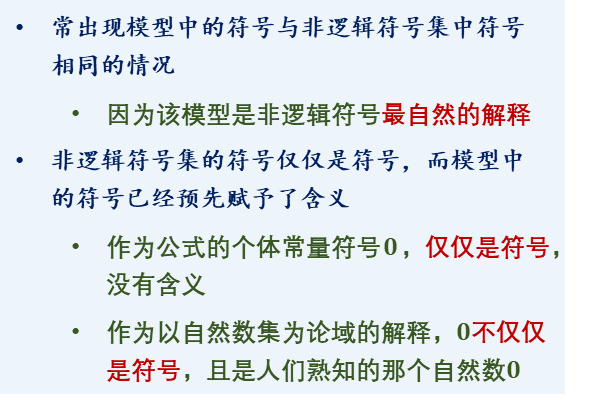 • 常出现模型中的符号与非逻辑符号集中符号
相同的情况
• 因为该模型是非逻辑符号最自然的解释
• 非逻辑符号集的符号仅仅是符号，而模型中
的符号已经预先赋予了含义
• 作为公式的个体常量符号0，仅仅是符号，
没有含义
• 作为以自然数集为论域的解释，0不仅仅
是符号，且是人们熟知的那个自然数0